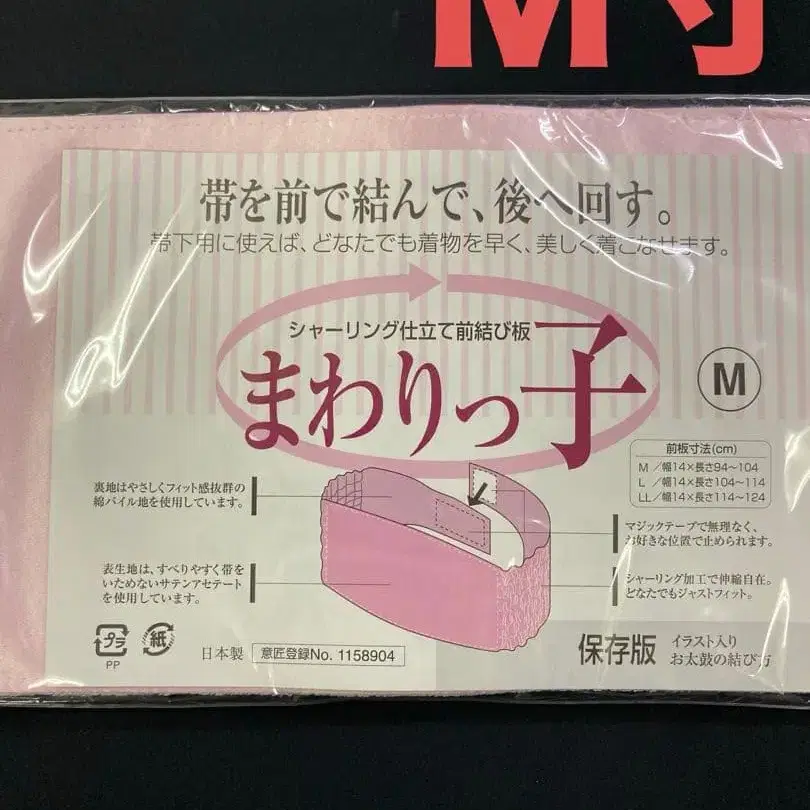 M寸
帯を前で結んで、後へ回す。
帯下用に使えば、どなたでも着物を早く、美しく着こなせます。
シャーリング仕立て前結び板
まわりっ子
M
前板寸法(cm)
M／幅14×長さ94〜104
L／幅14×長さ104〜114
LL／幅14×長さ114〜124
裏地はやさしくフィット感抜群の
綿パイル地を使用しています。
マジックテープで無理なく、
お好きな位置で止められます。
表生地は、すべりやすく帯を
いためないサテンアセテート
を使用しています。
シャーリング加工で伸縮自在。
どなたでもジャストフィット。
プラ
PP
紙
日本製
意匠登録No. 1158904
保存版
イラスト入り
お太鼓の結び方